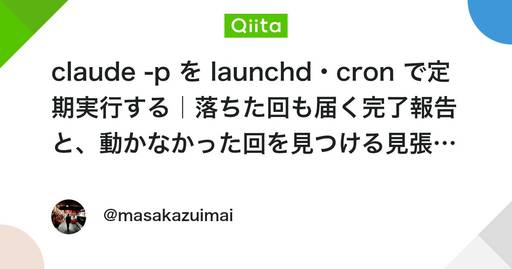 Qiita
claude -p を launchd・cron で定
期実行する｜落ちた回も届く完了報告
と、動かなかった回を見つける見張…
@masakazuimai